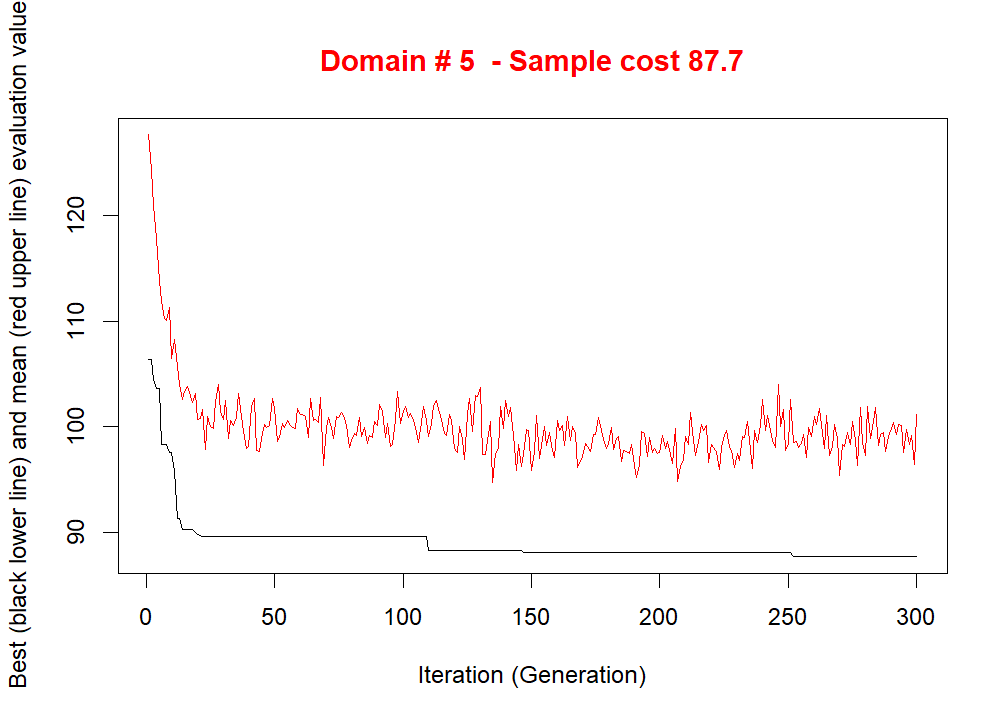 Domain # 5  - Sample cost 87.7
Best (black lower line) and mean (red upper line) evaluation value
120
110
100
90
0 50 100 150 200 250 300
Iteration (Generation)